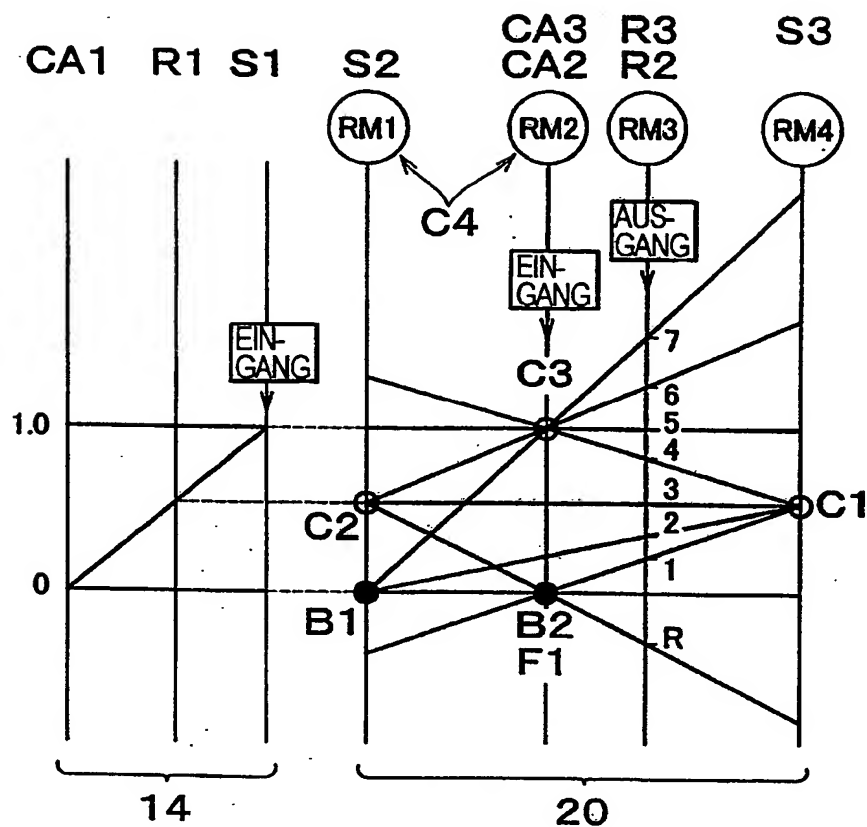 CA3 R3 S3
CA1 R1 S1 S2 CA2 R2
RM1 RM2 RM3 RM4
C4
AUS-
GANG
EIN-
GANG
EIN-
GANG
7
C3
6
1.0
5
4
3
C2
C1
2
1
0
B1
B2
R
F1
14
20